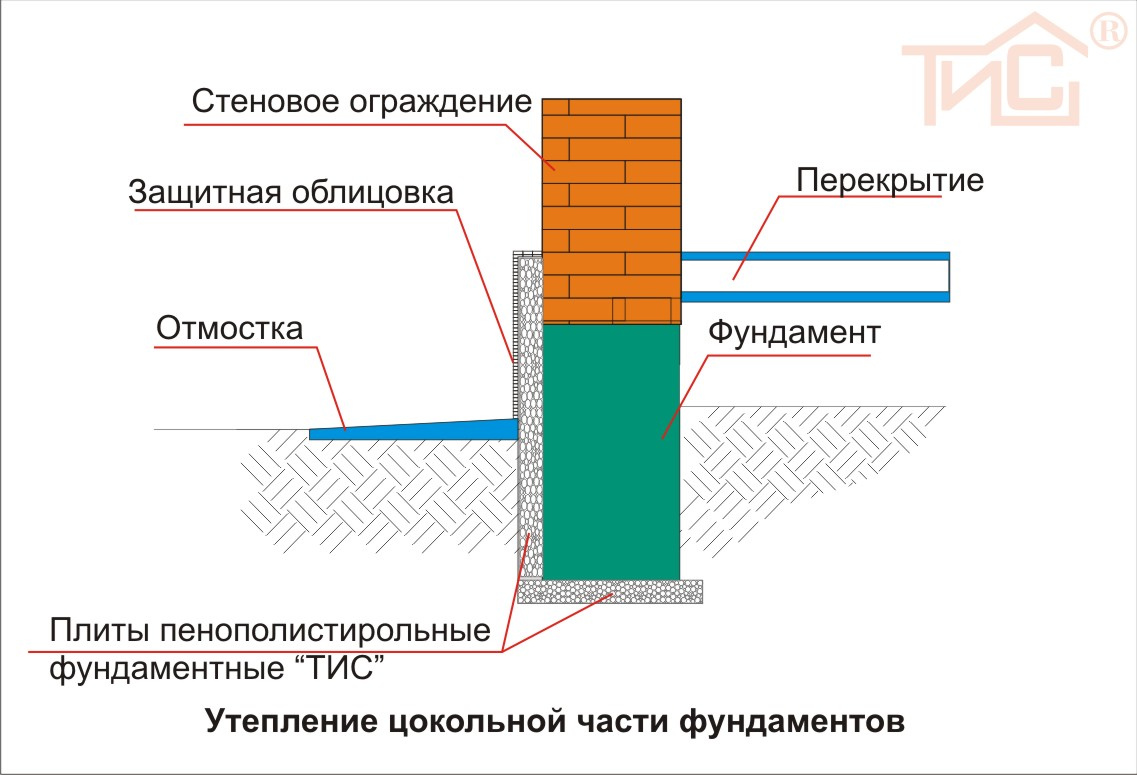 ТИС®
Стеновое ограждение
Перекрытие
Защитная облицовка
Отмостка
Фундамент
Плиты пенополистирольные
фундаментные “ТИС”
Утепление цокольной части фундаментов